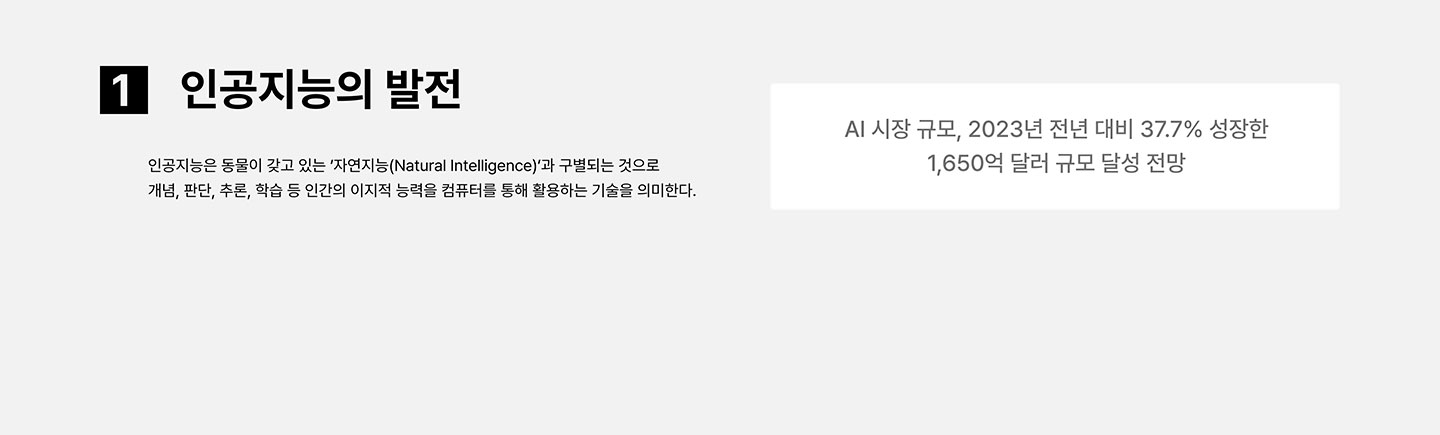 1 인공지능의 발전
인공지능은 동물이 갖고 있는 ‘자연지능(Natural Intelligence)‘과 구별되는 것으로
개념, 판단, 추론, 학습 등 인간의 이지적 능력을 컴퓨터를 통해 활용하는 기술을 의미한다.
AI 시장 규모, 2023년 전년 대비 37.7% 성장한
1,650억 달러 규모 달성 전망